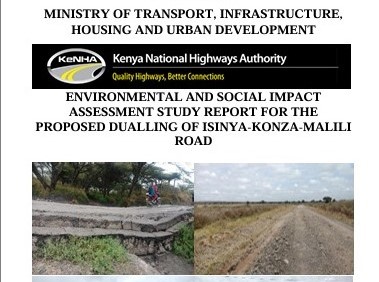 MINISTRY OF TRANSPORT, INFRASTRUCTURE,
HOUSING AND URBAN DEVELOPMENT
KeNHA
Kenya National Highways Authority
Quality Highways, Better Connections
ENVIRONMENTAL AND SOCIAL IMPACT
ASSESSMENT STUDY REPORT FOR THE
PROPOSED DUALLING OF ISINYA-KONZA-MALILI
ROAD